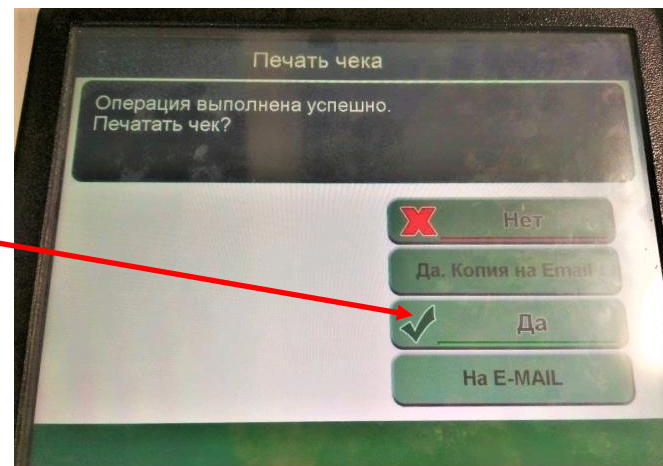 Печать чека
Операция выполнена успешно.
Печатать чек?
Нет
Да. Копия на Email
Да
На E-MAIL